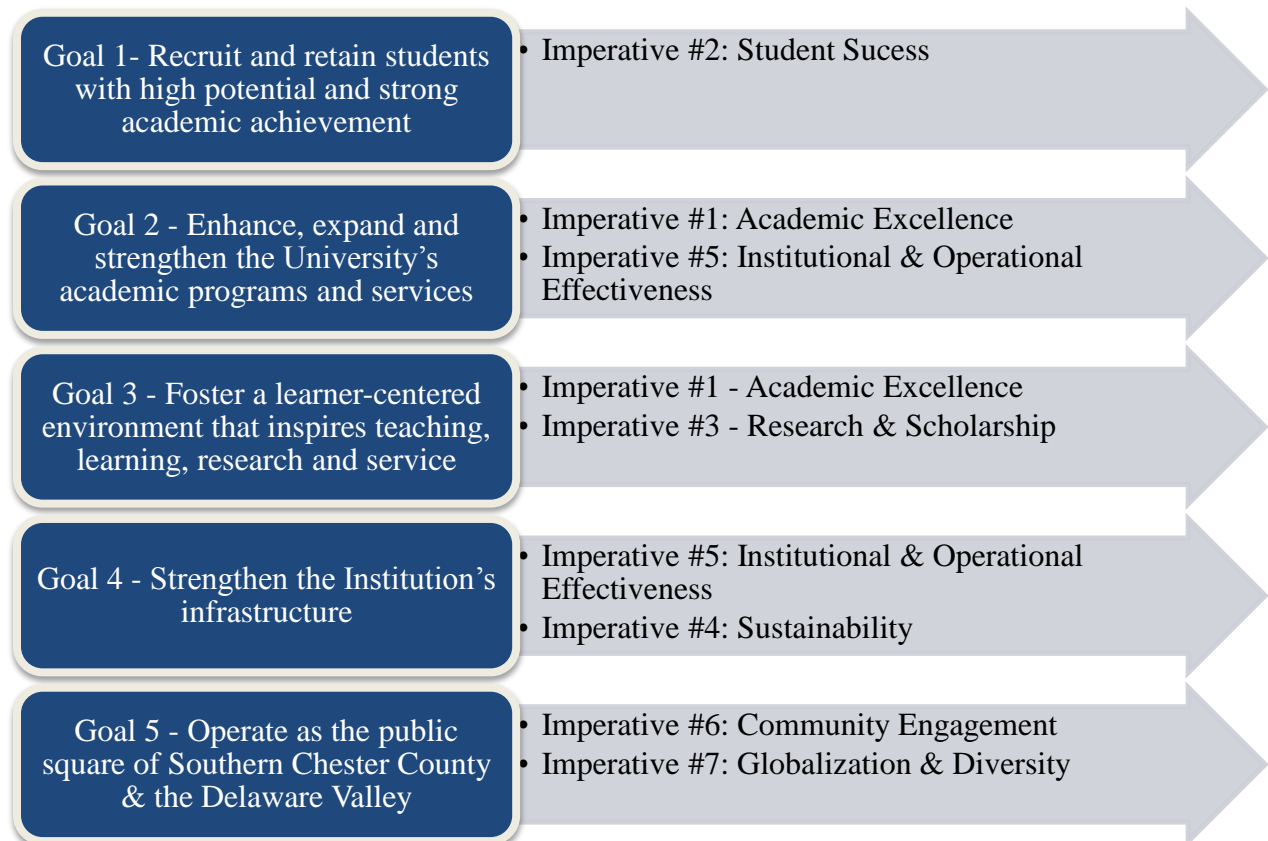 Goal 1- Recruit and retain students
with high potential and strong
academic achievement
• Imperative #2: Student Sucess
Goal 2 - Enhance, expand and
strengthen the University’s
academic programs and services
• Imperative #1: Academic Excellence
• Imperative #5: Institutional & Operational
Effectiveness
Goal 3 - Foster a learner-centered
environment that inspires teaching,
learning, research and service
• Imperative #1 - Academic Excellence
• Imperative #3 - Research & Scholarship
Goal 4 - Strengthen the Institution’s
infrastructure
• Imperative #5: Institutional & Operational
Effectiveness
• Imperative #4: Sustainability
Goal 5 - Operate as the public
square of Southern Chester County
& the Delaware Valley
• Imperative #6: Community Engagement
• Imperative #7: Globalization & Diversity